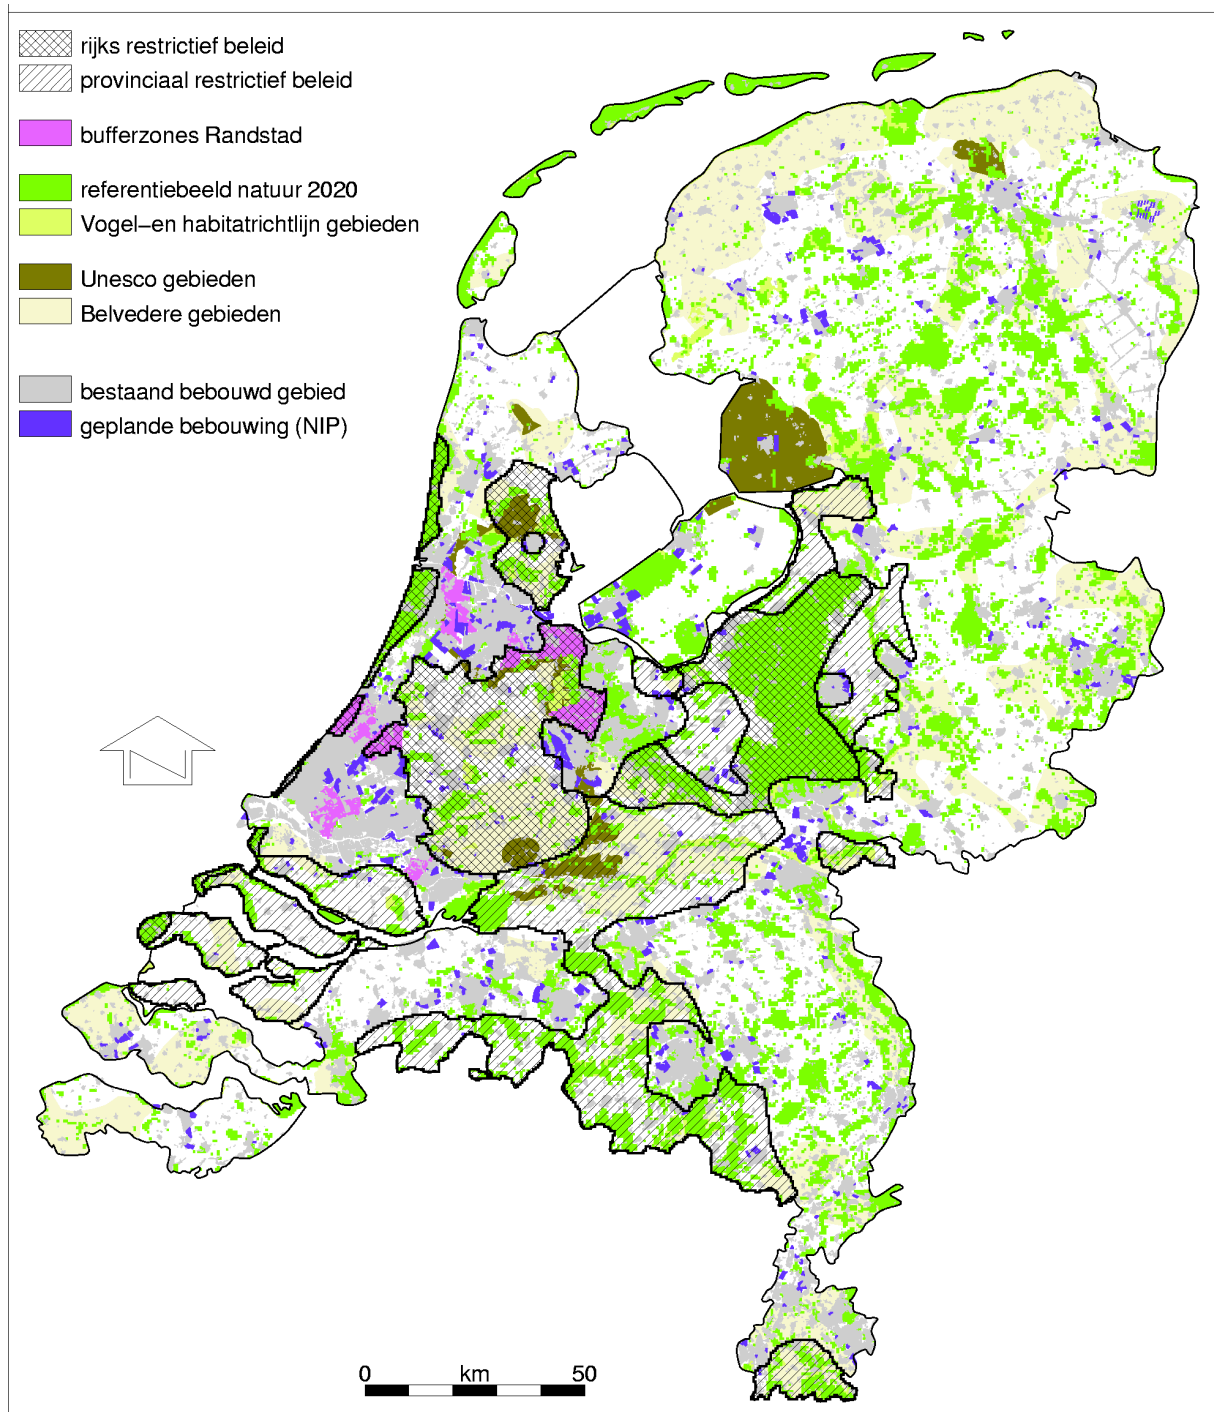 rijks restrictief beleid
provinciaal restrictief beleid
bufferzones Randstad
referentiebeeld natuur 2020
Vogel–en habitatrichtlijn gebieden
Unesco gebieden
Belvedere gebieden
bestaand bebouwd gebied
geplande bebouwing (NIP)
0 km 50